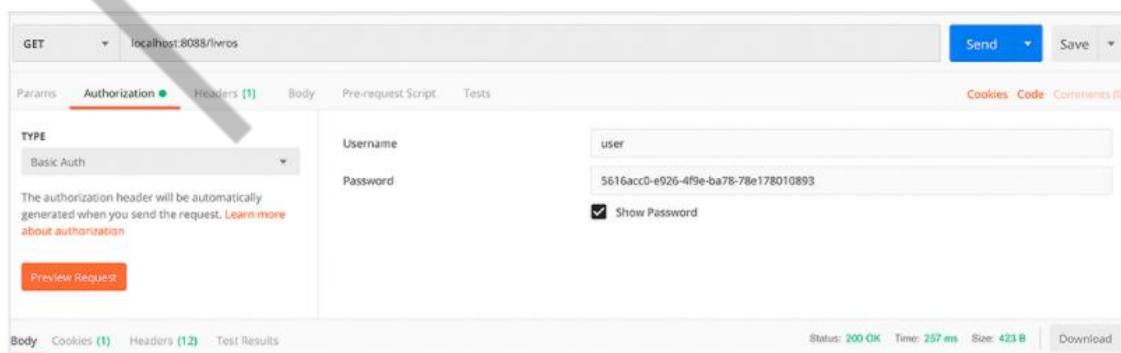 GET localhost:8088/livros Send Save
Params Authorization Headers (1) Body Pre-request Script Tests Cookies Code Comments (0
TYPE
Basic Auth
The authorization header will be automatically
generated when you send the request. Learn more
about authorization
Preview Request
Username user
Password 5616acc0-e926-4f9e-ba78-78e178010893
Show Password
Body Cookies (1) Headers (12) Test Results Status: 200 OK Time: 257 ms Size: 423 B Download